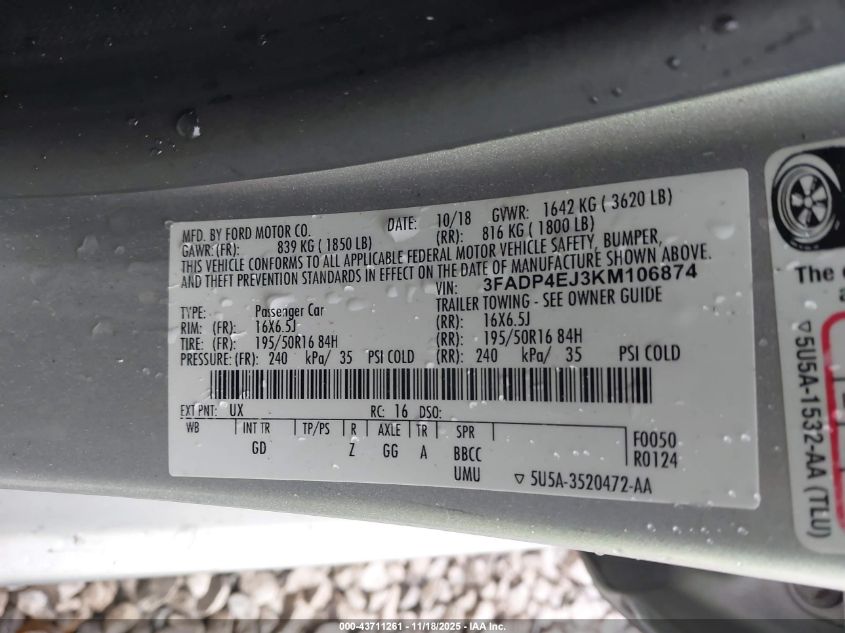 MFD. BY FORD MOTOR CO. DATE: 10/18 GVWR: 1642 KG ( 3620 LB)
GAWR: (FR): 839 KG ( 1850 LB) (RR): 816 KG ( 1800 LB)
THIS VEHICLE CONFORMS TO ALL APPLICABLE FEDERAL MOTOR VEHICLE SAFETY, BUMPER,
AND THEFT PREVENTION STANDARDS IN EFFECT ON THE DATE OF MANUFACTURE SHOWN ABOVE.
VIN: 3FADP4EJ3KM106874
TYPE: Passenger Car TRAILER TOWING - SEE OWNER GUIDE
RIM: (FR): 16X6.5J (RR): 16X6.5J
TIRE: (FR): 195/50R16 84H (RR): 195/50R16 84H
PRESSURE: (FR): 240 kPa/ 35 PSI COLD (RR): 240 kPa/ 35 PSI COLD
EXT PNT: UX RC: 16 DSO:
WB INT TR TP/PS R AXLE TR SPR F0050
GD Z GG A BBCC R0124
UMU ▽ 5U5A-3520472-AA
The
▽ 5U5A-1532-AA (TLU)
000-43711261 - 11/18/2025 - IAA Inc.